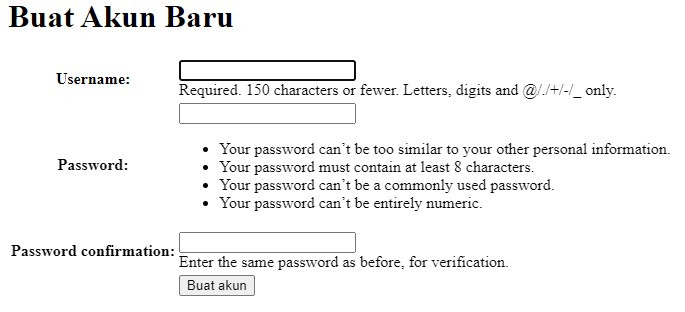 Buat Akun Baru
Username:
Required. 150 characters or fewer. Letters, digits and @/./+/-/_ only.
Password:
• Your password can’t be too similar to your other personal information.
• Your password must contain at least 8 characters.
• Your password can’t be a commonly used password.
• Your password can’t be entirely numeric.
Password confirmation:
Enter the same password as before, for verification.
Buat akun